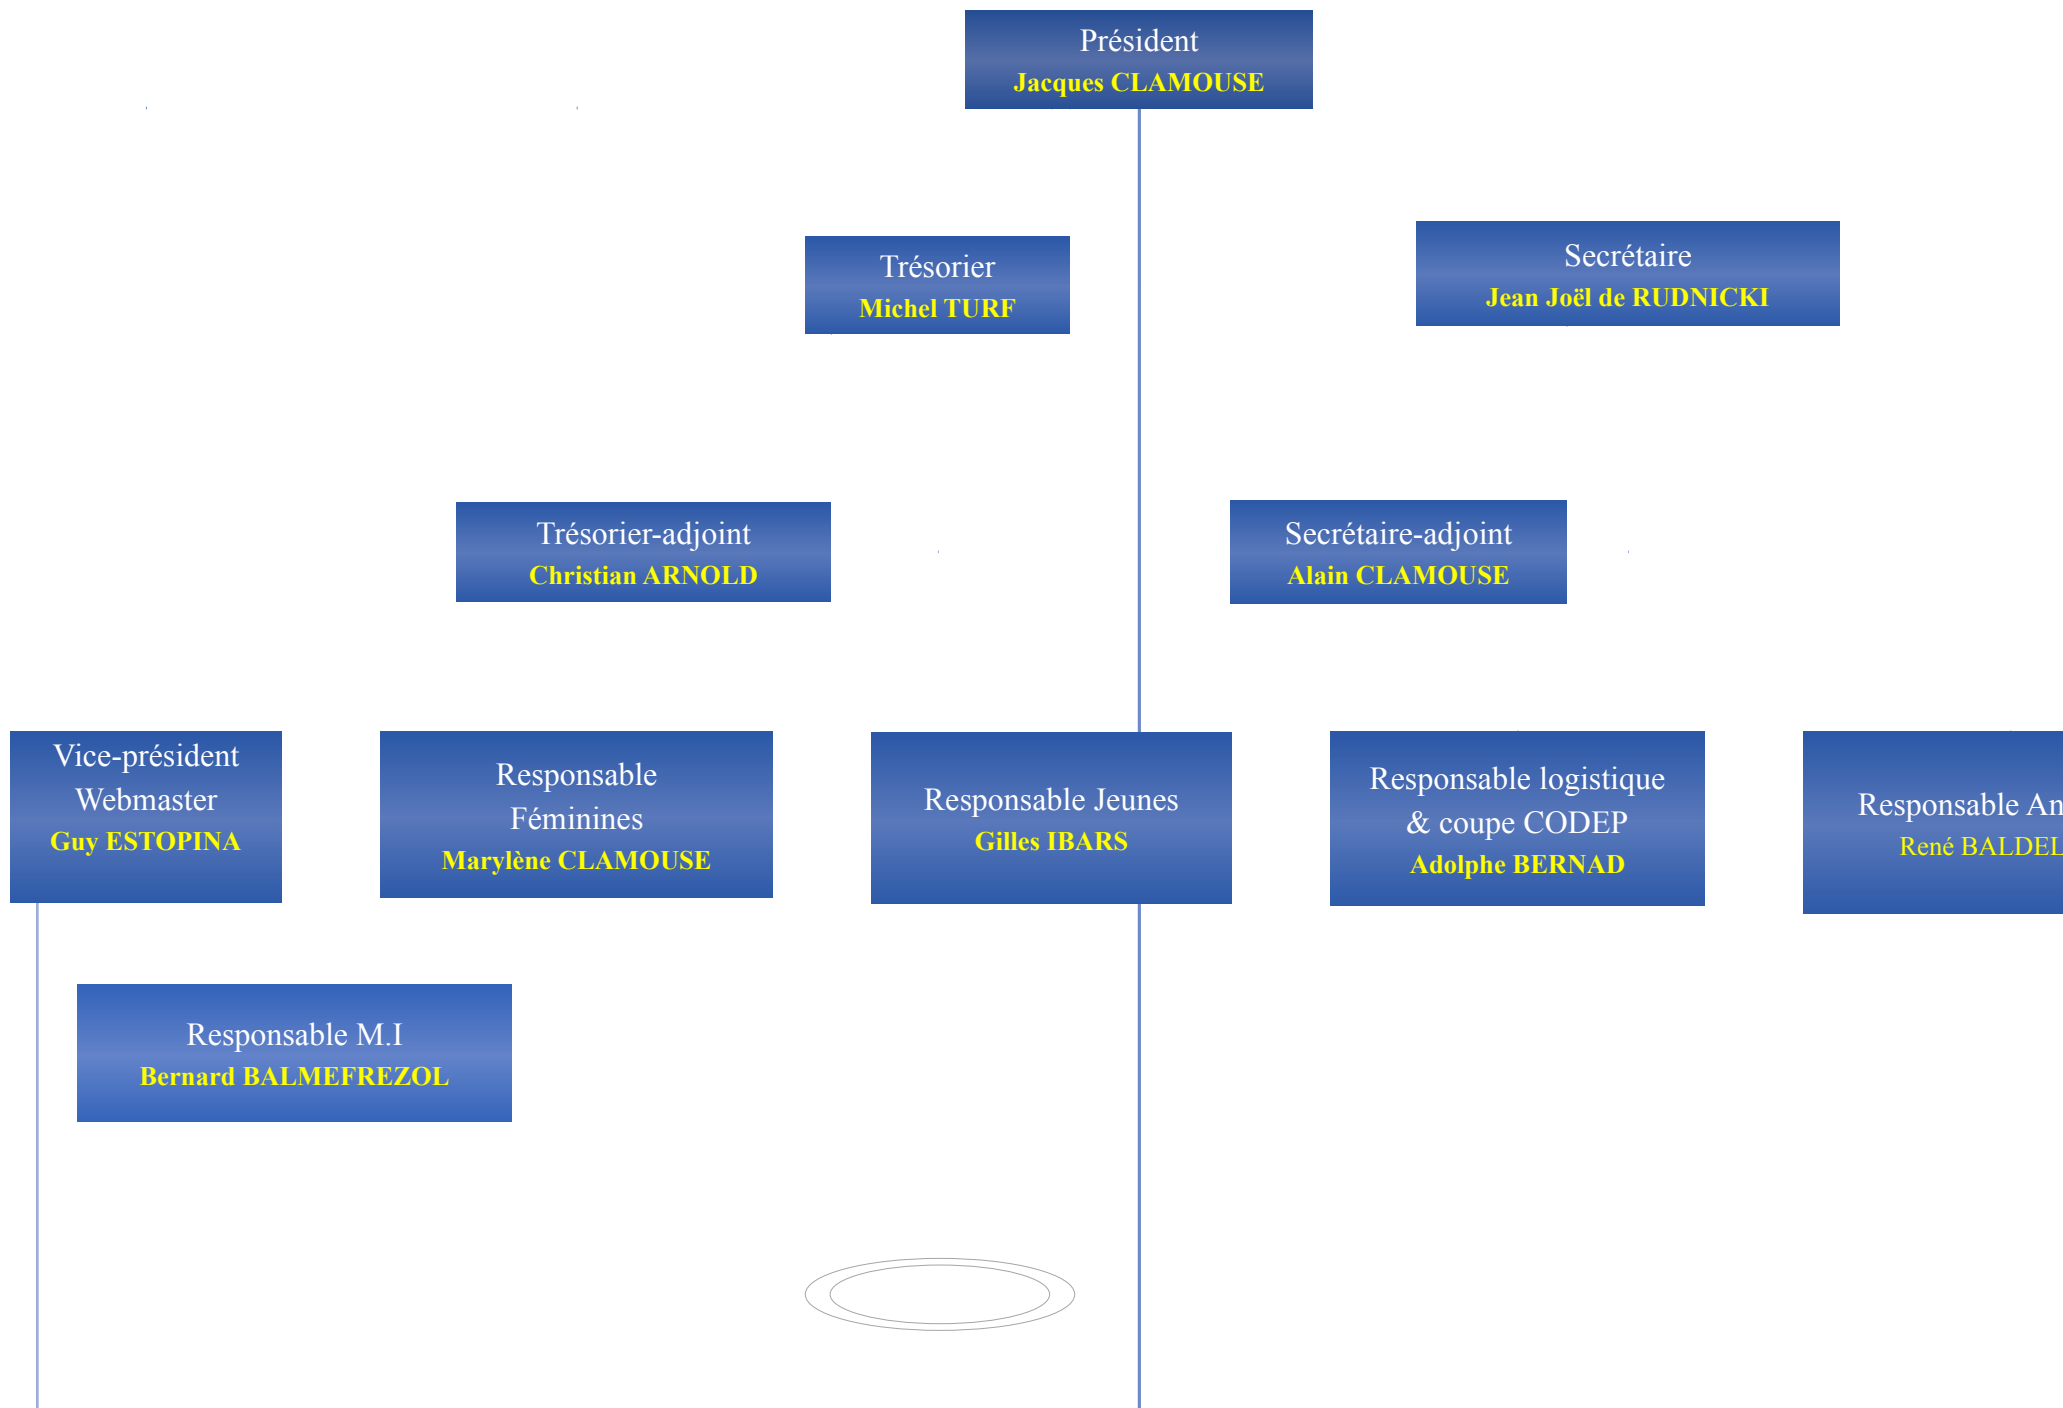 Président
Jacques CLAMOUSE
Trésorier
Michel TURF
Secrétaire
Jean Joël de RUDNICKI
Trésorier-adjoint
Christian ARNOLD
Secrétaire-adjoint
Alain CLAMOUSE
Vice-président
Webmaster
Guy ESTOPINA
Responsable
Féminines
Marylène CLAMOUSE
Responsable Jeunes
Gilles IBARS
Responsable logistique
& coupe CODEP
Adolphe BERNAD
Responsable
René
Responsable M.I
Bernard BALMEFREZOL